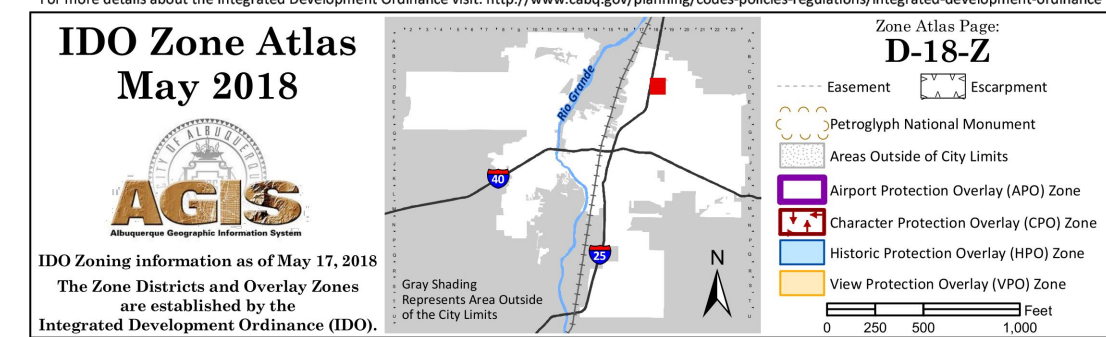 For more details about the Integrated Development Ordinance visit: http://www.cabq.gov/planning/codes-policies-regulations/integrated-development-ordinance
IDO Zone Atlas
May 2018
CITY OF ALBUQUERQUE
AGIS
Albuquerque Geographic Information System
IDO Zoning information as of May 17, 2018
The Zone Districts and Overlay Zones
are established by the
Integrated Development Ordinance (IDO).
Rio Grande
40
25
Gray Shading
Represents Area Outside
of the City Limits
N
Zone Atlas Page:
D-18-Z
Easement
Escarpment
Petroglyph National Monument
Areas Outside of City Limits
Airport Protection Overlay (APO) Zone
Character Protection Overlay (CPO) Zone
Historic Protection Overlay (HPO) Zone
View Protection Overlay (VPO) Zone
Feet
0 250 500 1,000